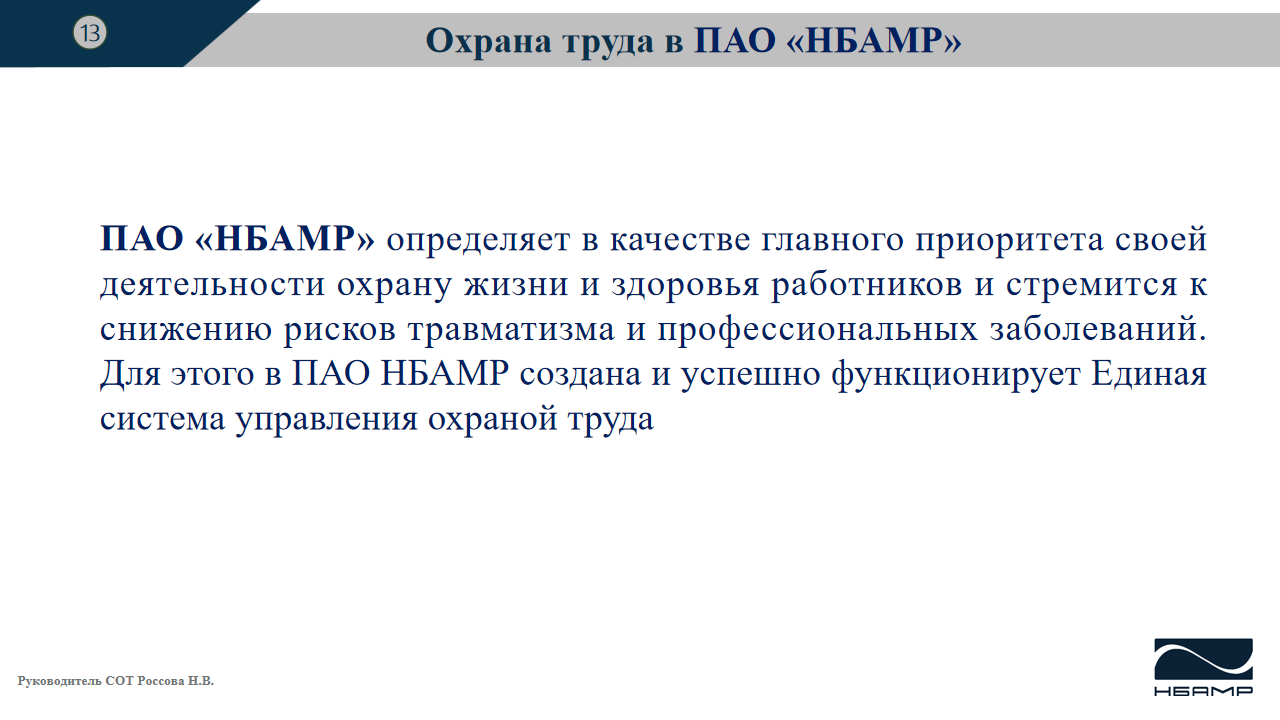 13
Охрана труда в ПАО «НБАМР»
ПАО «НБАМР» определяет в качестве главного приоритета своей
деятельности охрану жизни и здоровья работников и стремится к
снижению рисков травматизма и профессиональных заболеваний.
Для этого в ПАО НБАМР создана и успешно функционирует Единая
система управления охраной труда
Руководитель СОТ Россова Н.В.
НБАМР